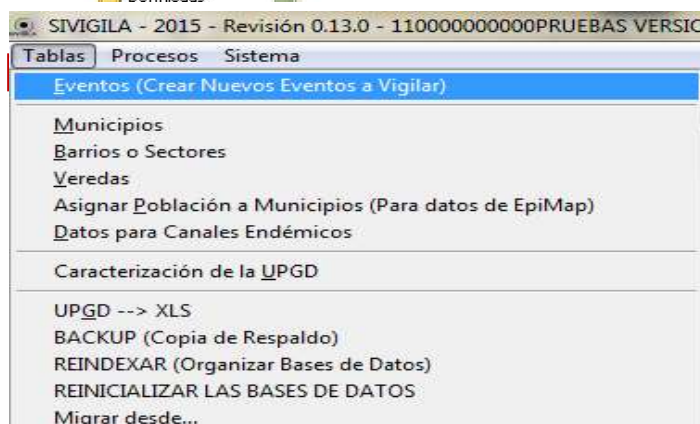 SIVIGILA - 2015 - Revisión 0.13.0 - 110000000000PRUEBAS VERSIC
Tablas Procesos Sistema
Eventos (Crear Nuevos Eventos a Vigilar)
Municipios
Barrios o Sectores
Veredas
Asignar Población a Municipios (Para datos de EpiMap)
Datos para Canales Endémicos
Caracterización de la UPGD
UPGD --> XLS
BACKUP (Copia de Respaldo)
REINDEXAR (Organizar Bases de Datos)
REINICIALIZAR LAS BASES DE DATOS
Migrar desde...